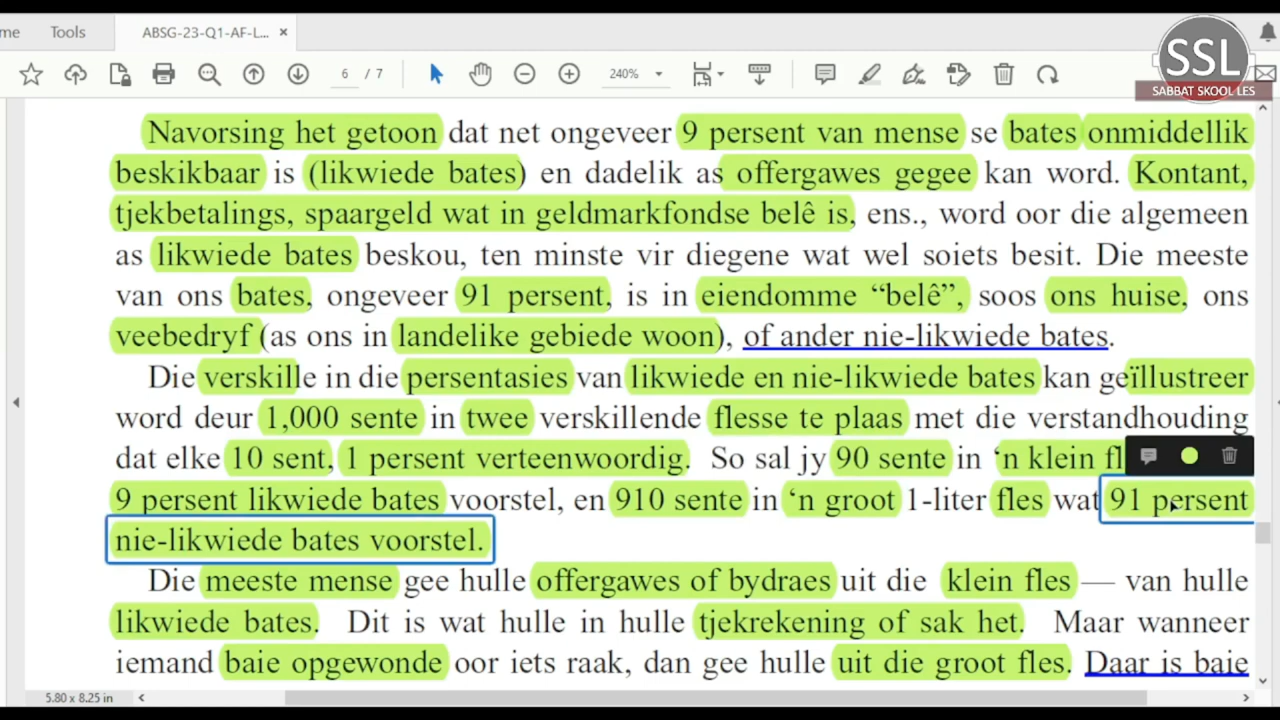 me Tools ABSG-23-Q1-AF-L... ×
6 / 7 240%
SSL
SABBAT SKOOL LES
Navorsing het getoon dat net ongeveer 9 persent van mense se bates onmiddellik
beskikbaar is (likwiede bates) en dadelik as offergawes gegee kan word. Kontant,
tjekbetalings, spaargeld wat in geldmarkfondse belê is, ens., word oor die algemeen
as likwiede bates beskou, ten minste vir diegene wat wel soiets besit. Die meeste
van ons bates, ongeveer 91 persent, is in eiendomme “belê”, soos ons huise, ons
veebedryf (as ons in landelike gebiede woon), of ander nie-likwiede bates.
Die verskille in die persentasies van likwiede en nie-likwiede bates kan geïllustreer
word deur 1,000 sente in twee verskillende flesse te plaas met die verstandhouding
dat elke 10 sent, 1 persent verteenwoordig. So sal jy 90 sente in ‘n klein fl
9 persent likwiede bates voorstel, en 910 sente in ‘n groot 1-liter fles wat 91 persent
nie-likwiede bates voorstel.
Die meeste mense gee hulle offergawes of bydraes uit die klein fles — van hulle
likwiede bates. Dit is wat hulle in hulle tjekrekening of sak het. Maar wanneer
iemand baie opgewonde oor iets raak, dan gee hulle uit die groot fles. Daar is baie
5.80 x 8.25 in